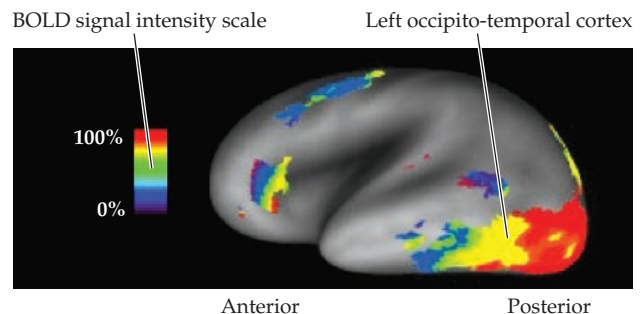 BOLD signal intensity scale
Left occipito-temporal cortex
100%
0%
Anterior
Posterior